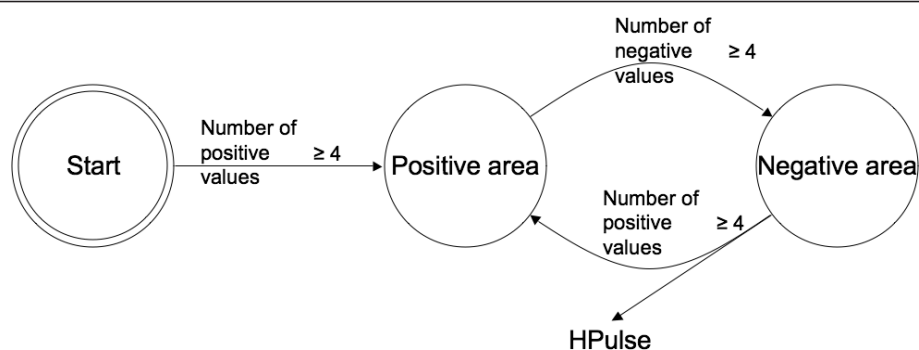 Number of
negative ≥ 4
values
Number of
positive ≥ 4
values
Start
Positive area
Negative area
Number of
positive ≥ 4
values
HPulse